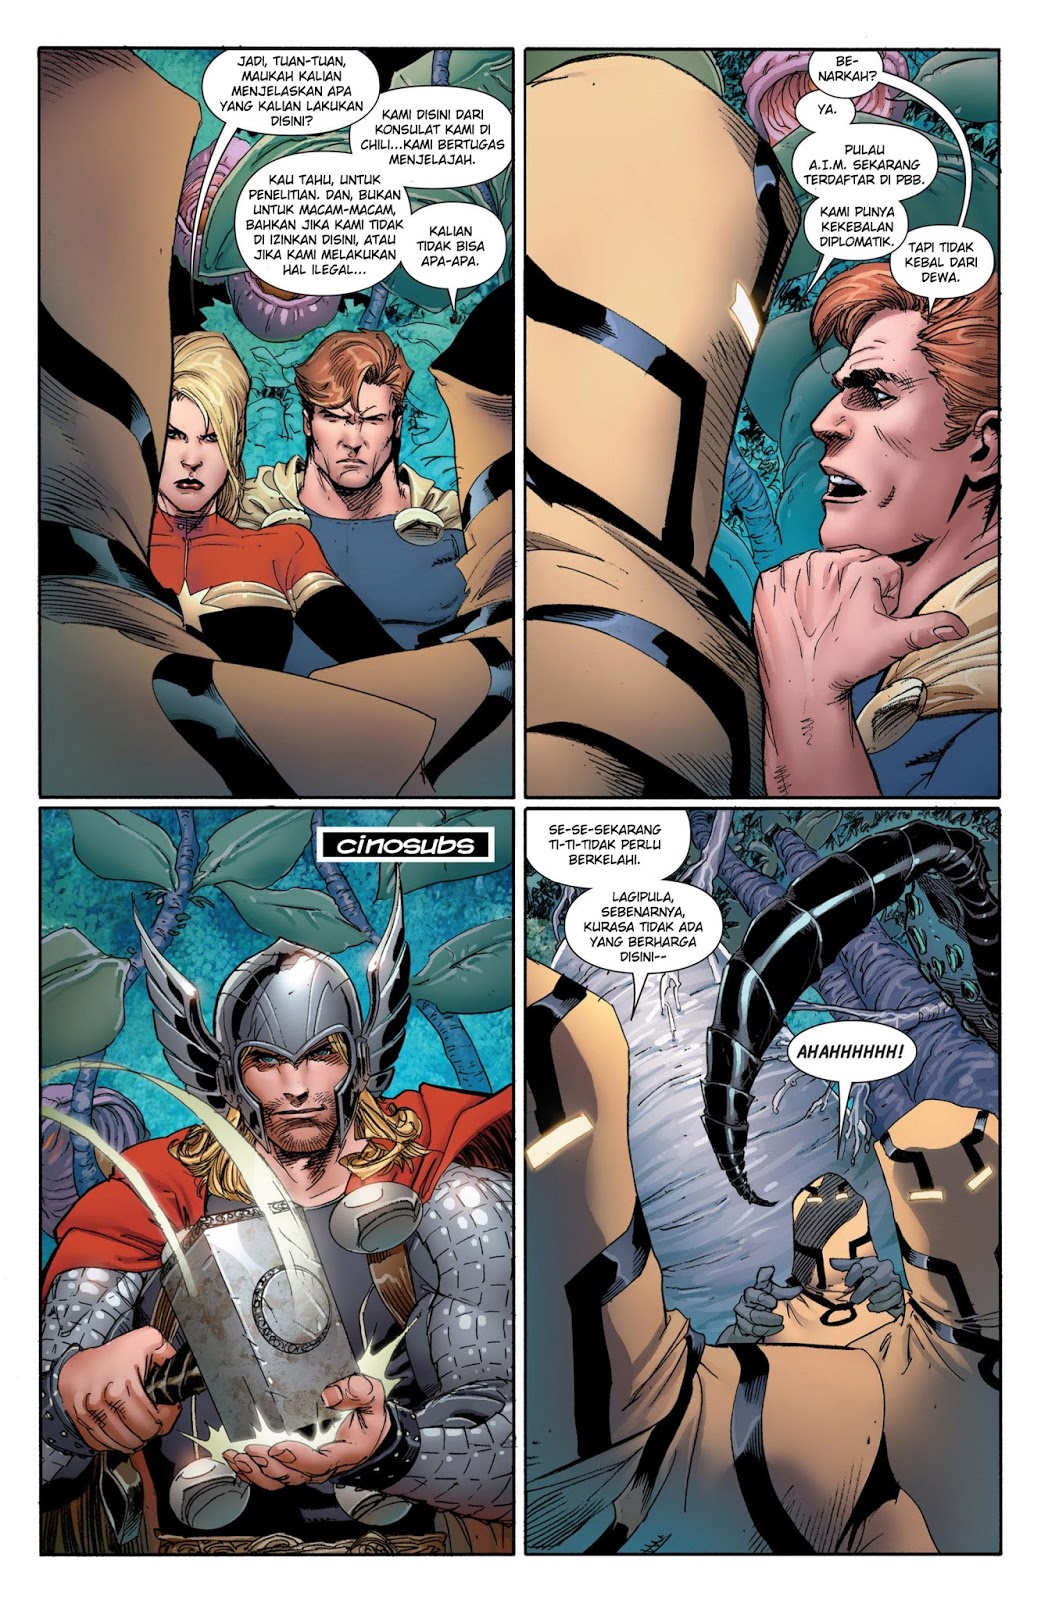 JADI, TUAN-TUAN,
MAUKAH KALIAN
MENJELASKAN APA
YANG KALIAN LAKUKAN
DISINI?
KAMI DISINI DARI
KONSULAT KAMI DI
CHILI...KAMI BERTUGAS
MENJELAJAH.
KAU TAHU, UNTUK
PENELITIAN. DAN, BUKAN
UNTUK MACAM-MACAM,
BAHKAN JIKA KAMI TIDAK
DI IZINKAN DISINI, ATAU
JIKA KAMI MELAKUKAN
HAL ILEGAL...
KALIAN
TIDAK BISA
APA-APA.
BE-
NARKAH?
YA.
PULAU
A.I.M. SEKARANG
TERDAFTAR DI PBB.
KAMI PUNYA
KEKEBALAN
DIPLOMATIK.
TAPI TIDAK
KEBAL DARI
DEWA.
cinosubs
SE-SE-SEKARANG
TI-TI-TIDAK PERLU
BERKELAHI.
LAGIPULA,
SEBENARNYA,
KURASA TIDAK ADA
YANG BERHARGA
DISINI--
AHAHHHHHH!